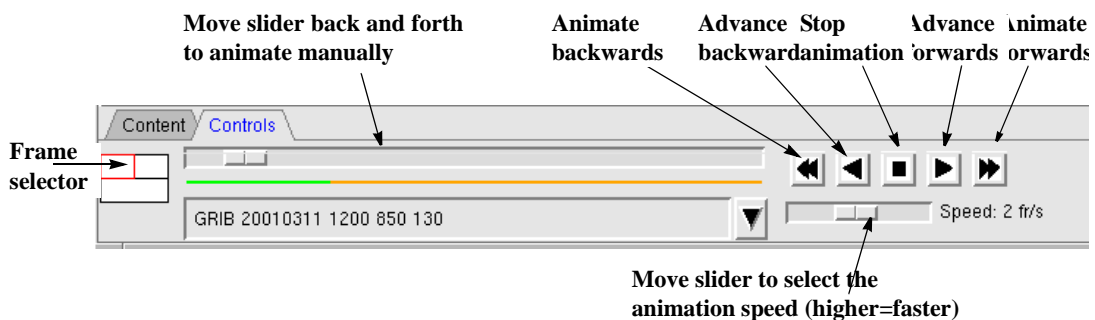 Move slider back and forth
to animate manually
Animate
backwards
Advance
backward
Stop
animation
Advance
forwards
Animate
forwards
Content
Controls
Frame
selector
GRIB 20010311 1200 850 130
Speed: 2 fr/s
Move slider to select the
animation speed (higher=faster)